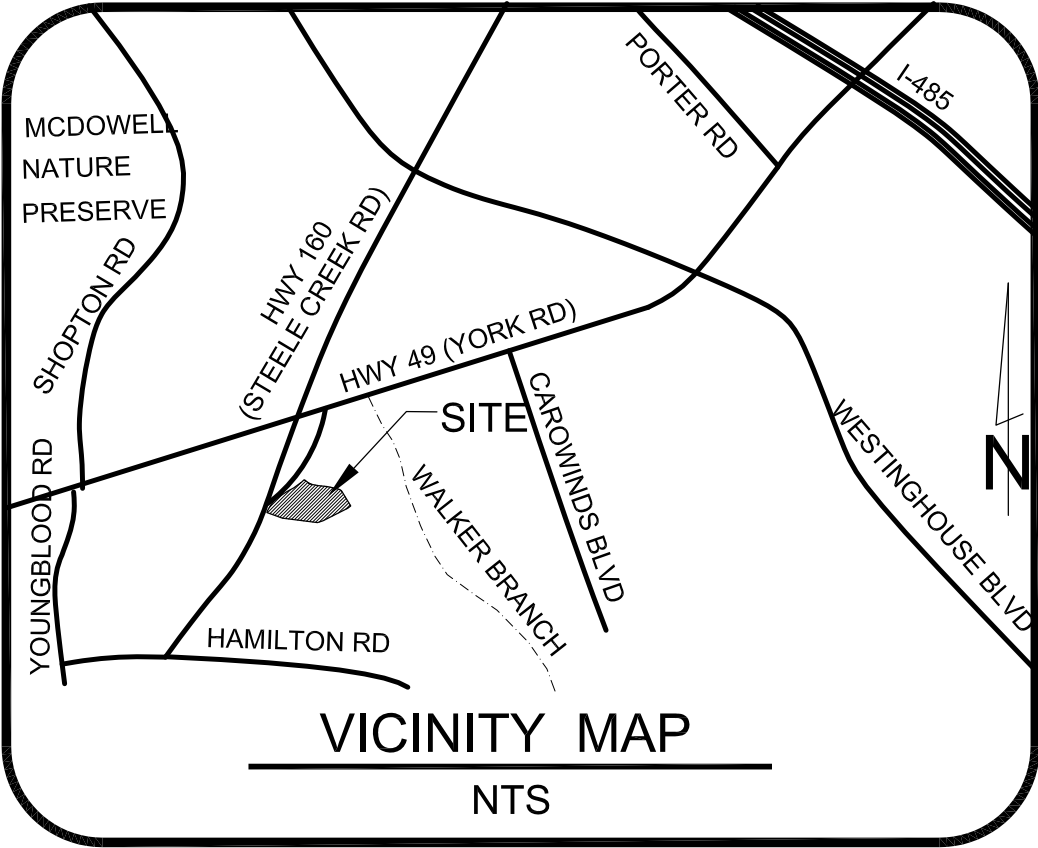 PORTER RD
I-485
MCDOWELL
NATURE
PRESERVE
SHOPTON RD
HWY 160
(STEELE CREEK RD)
HWY 49 (YORK RD)
SITE
CAROWINDS BLVD
WESTINGHOUSE BLVD
N
YOUNGBLOOD RD
WALKER BRANCH
HAMILTON RD
VICINITY MAP
NTS